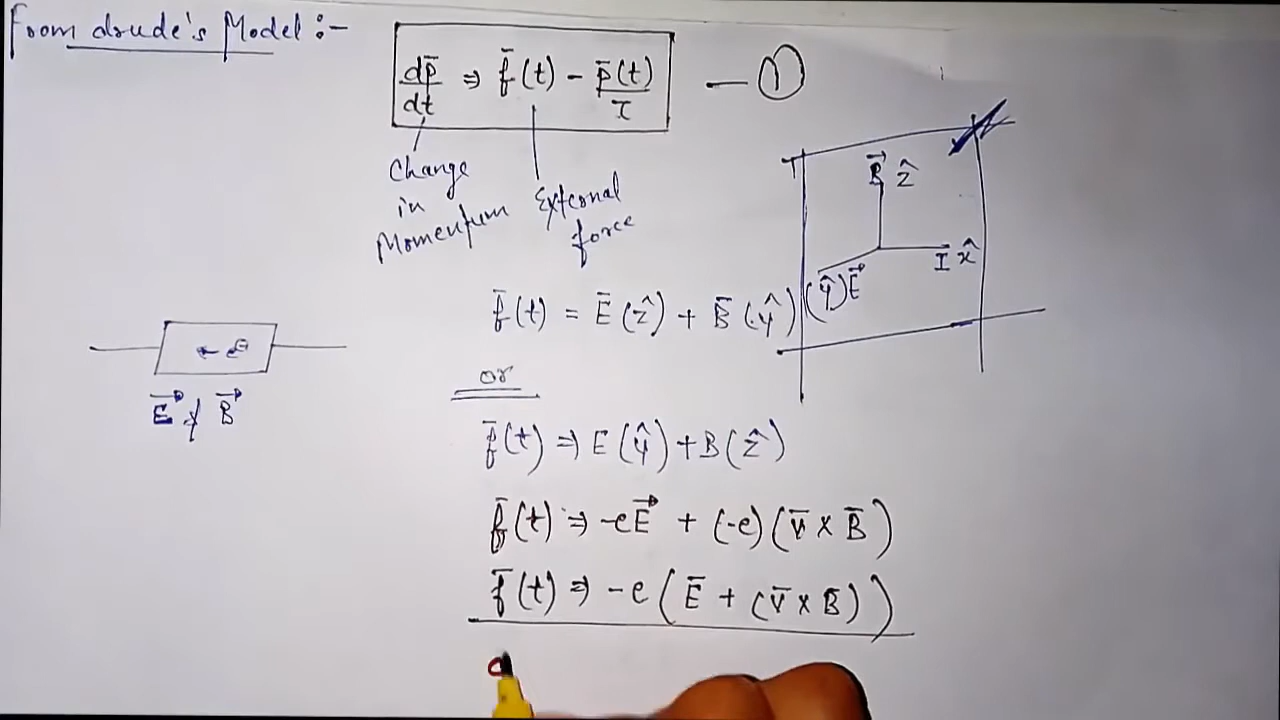 From drude's Model :-
dp̄/dt ⇒ f̄(t) - p̄(t)/τ — ①
Change
in
Momentum
External
force
B⃗ ẑ
I x̂
(ŷ)E⃗
f̄(t) = Ē(ẑ) + B̄(ŷ)
or
f̄(t) ⇒ E(ŷ) + B(ẑ)
← e⊖
E⃗ & B⃗
f̄(t) ⇒ -eE⃗ + (-e)(v̄ × B̄)
f̄(t) ⇒ -e(Ē + (v̄ × B̄))